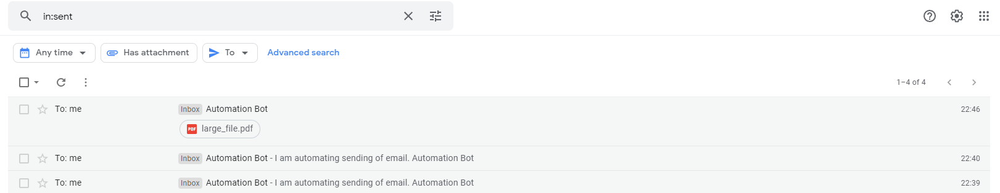 in:sent
Any time Has attachment To Advanced search
1–4 of 4
To: me Inbox Automation Bot 22:46
PDF large_file.pdf
To: me Inbox Automation Bot - I am automating sending of email. Automation Bot 22:40
To: me Inbox Automation Bot - I am automating sending of email. Automation Bot 22:39